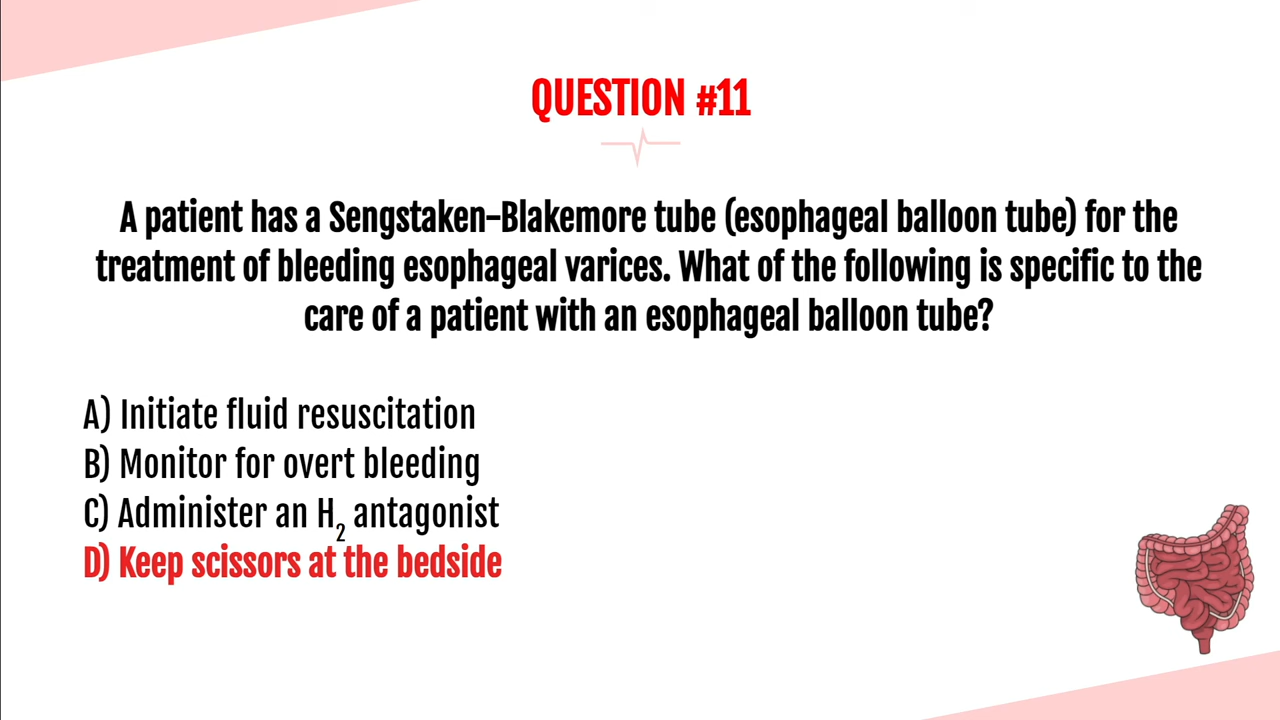 QUESTION #11
A patient has a Sengstaken-Blakemore tube (esophageal balloon tube) for the
treatment of bleeding esophageal varices. What of the following is specific to the
care of a patient with an esophageal balloon tube?
A) Initiate fluid resuscitation
B) Monitor for overt bleeding
C) Administer an H₂ antagonist
D) Keep scissors at the bedside